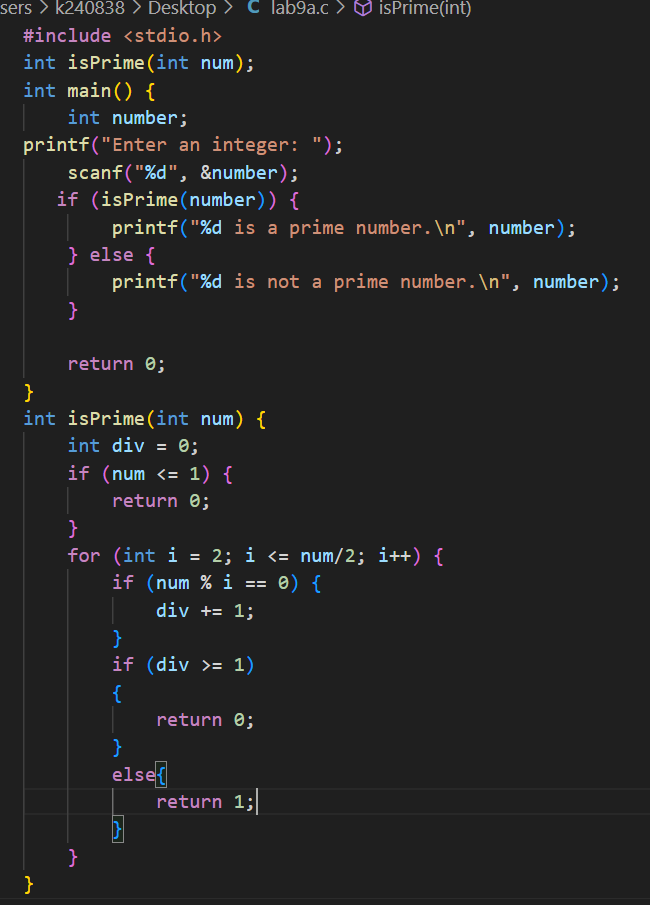 sers > k240838 > Desktop > C lab9a.c > isPrime(int)
#include <stdio.h>
int isPrime(int num);
int main() {
    int number;
printf("Enter an integer: ");
    scanf("%d", &number);
   if (isPrime(number)) {
        printf("%d is a prime number.\n", number);
    } else {
        printf("%d is not a prime number.\n", number);
    }
    return 0;
}
int isPrime(int num) {
    int div = 0;
    if (num <= 1) {
        return 0;
    }
    for (int i = 2; i <= num/2; i++) {
        if (num % i == 0) {
            div += 1;
        }
        if (div >= 1)
        {
            return 0;
        }
        else{
            return 1;
        }
    }
}